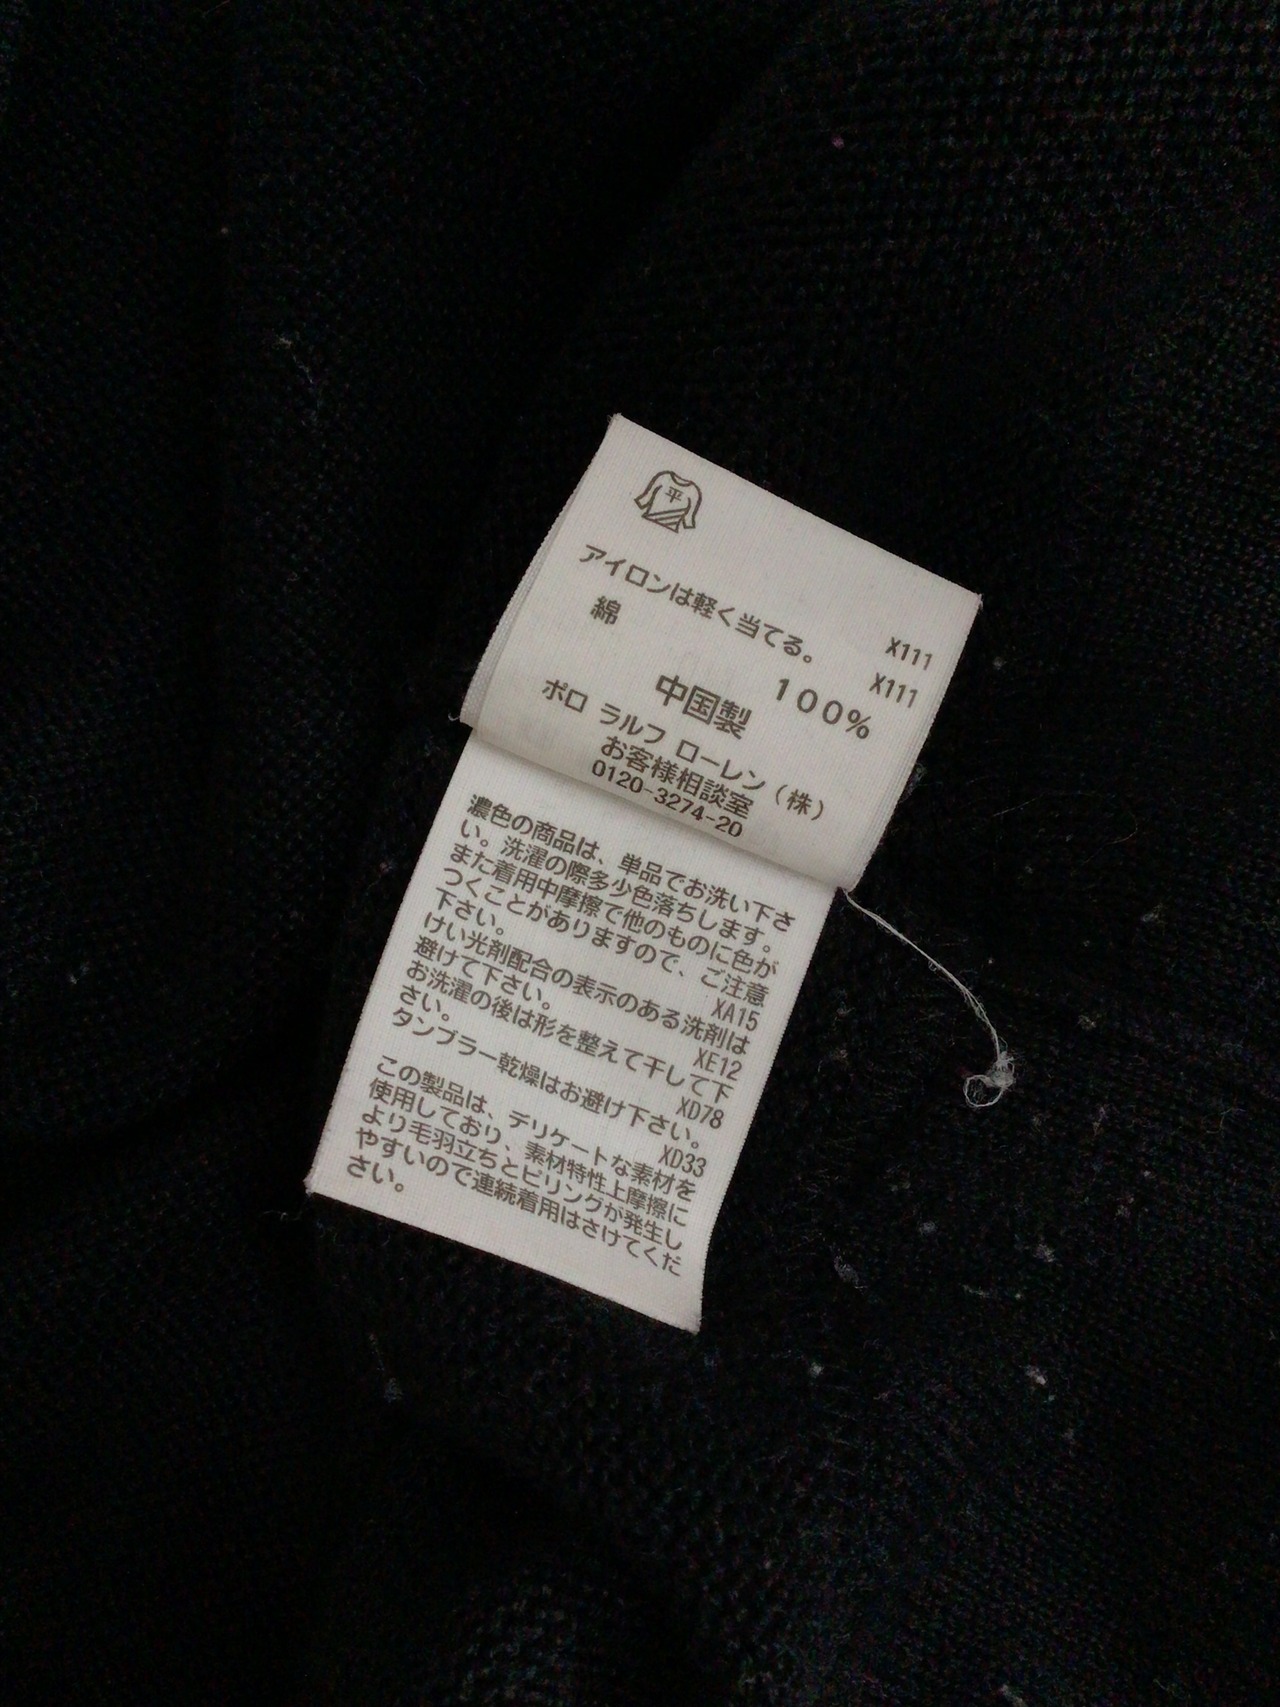 平
アイロンは軽く当てる。
X111
綿
X111
100%
中国製
ポロ ラルフ ローレン（株）
お客様相談室
0120-3274-20
濃色の商品は、単品でお洗い下さ
い。洗濯の際多少色落ちします。
また着用中摩擦で他のものに色が
つくことがありますので、ご注意
下さい。
XA15
けい光剤配合の表示のある洗剤は
避けて下さい。
XE12
お洗濯の後は形を整えて干して下
さい。
XD78
タンブラー乾燥はお避け下さい。
XD33
この製品は、デリケートな素材を
使用しており、素材特性上摩擦に
より毛羽立ちとピリングが発生し
やすいので連続着用はさけてくだ
さい。